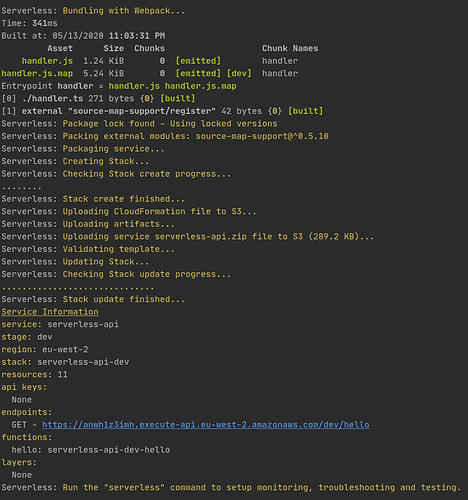 Serverless: Bundling with Webpack...
Time: 341ms
Built at: 05/13/2020 11:03:31 PM
Asset Size Chunks Chunk Names
handler.js 1.24 KiB 0 [emitted] handler
handler.js.map 5.24 KiB 0 [emitted] [dev] handler
Entrypoint handler = handler.js handler.js.map
[0] ./handler.ts 271 bytes {0} [built]
[1] external "source-map-support/register" 42 bytes {0} [built]
Serverless: Package lock found - Using locked versions
Serverless: Packing external modules: source-map-support@^0.5.10
Serverless: Packaging service...
Serverless: Creating Stack...
Serverless: Checking Stack create progress...
........
Serverless: Stack create finished...
Serverless: Uploading CloudFormation file to S3...
Serverless: Uploading artifacts...
Serverless: Uploading service serverless-api.zip file to S3 (289.2 KB)...
Serverless: Validating template...
Serverless: Updating Stack...
Serverless: Checking Stack update progress...
..............................
Serverless: Stack update finished...
Service Information
service: serverless-api
stage: dev
region: eu-west-2
stack: serverless-api-dev
resources: 11
api keys:
None
endpoints:
GET - https://anwh1z3imh.execute-api.eu-west-2.amazonaws.com/dev/hello
functions:
hello: serverless-api-dev-hello
layers:
None
Serverless: Run the "serverless" command to setup monitoring, troubleshooting and testing.